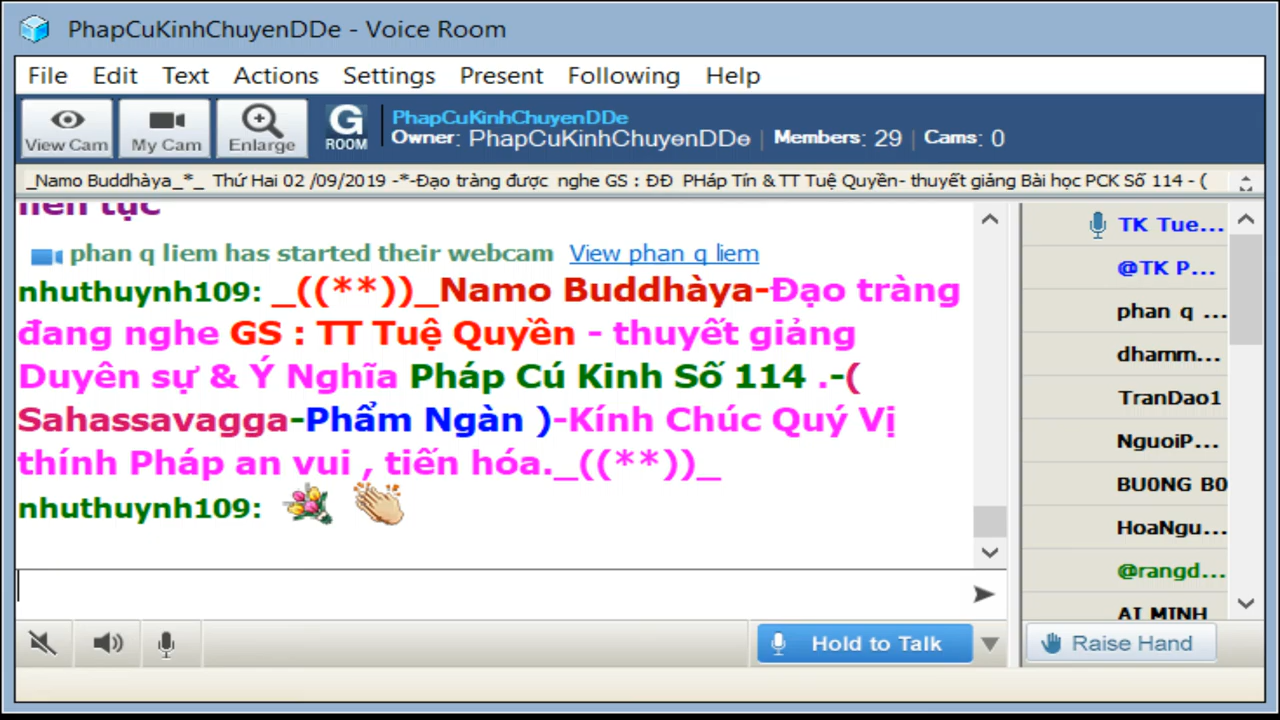 PhapCuKinhChuyenDDe - Voice Room
File Edit Text Actions Settings Present Following Help
View Cam My Cam Enlarge G ROOM
PhapCuKinhChuyenDDe
Owner: PhapCuKinhChuyenDDe | Members: 29 | Cams: 0
_Namo Buddhàya_*_ Thứ Hai 02 /09/2019 -*-Đạo tràng được nghe GS : ĐĐ PHáp Tín & TT Tuệ Quyền- thuyết giảng Bài học PCK Số 114 - (
liên tục
phan q liem has started their webcam View phan q liem
nhuthuynh109: _((**))_Namo Buddhàya-Đạo tràng
đang nghe GS : TT Tuệ Quyền - thuyết giảng
Duyên sự & Ý Nghĩa Pháp Cú Kinh Số 114 .-(
Sahassavagga-Phẩm Ngàn )-Kính Chúc Quý Vị
thính Pháp an vui , tiến hóa._((**))_
nhuthuynh109:
TK Tue...
@TK P...
phan q ...
dhamm...
TranDao1
NguoiP...
BU0NG B0
HoaNgu...
@rangd...
AI MINH
Hold to Talk
Raise Hand